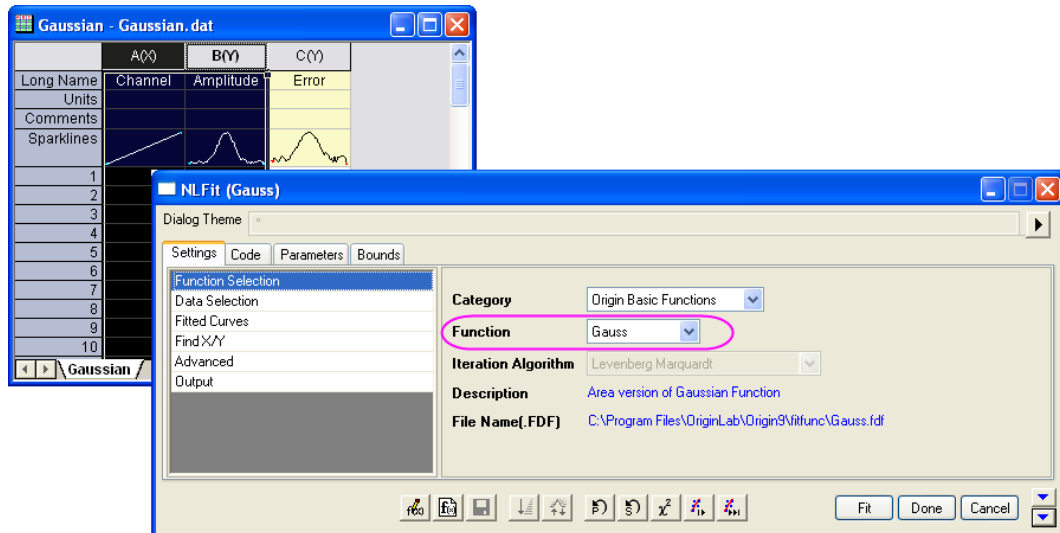 Gaussian - Gaussian.dat
A(X) B(Y) C(Y)
Long Name Channel Amplitude Error
Units
Comments
Sparklines
1
2
3
4
5
6
7
8
9
10
Gaussian
NLFit (Gauss)
Dialog Theme *
Settings Code Parameters Bounds
Function Selection
Data Selection
Fitted Curves
Find X/Y
Advanced
Output
Category Origin Basic Functions
Function Gauss
Iteration Algorithm Levenberg Marquardt
Description Area version of Gaussian Function
File Name(.FDF) C:\Program Files\OriginLab\Origin9\fitfunc\Gauss.fdf
Fit Done Cancel